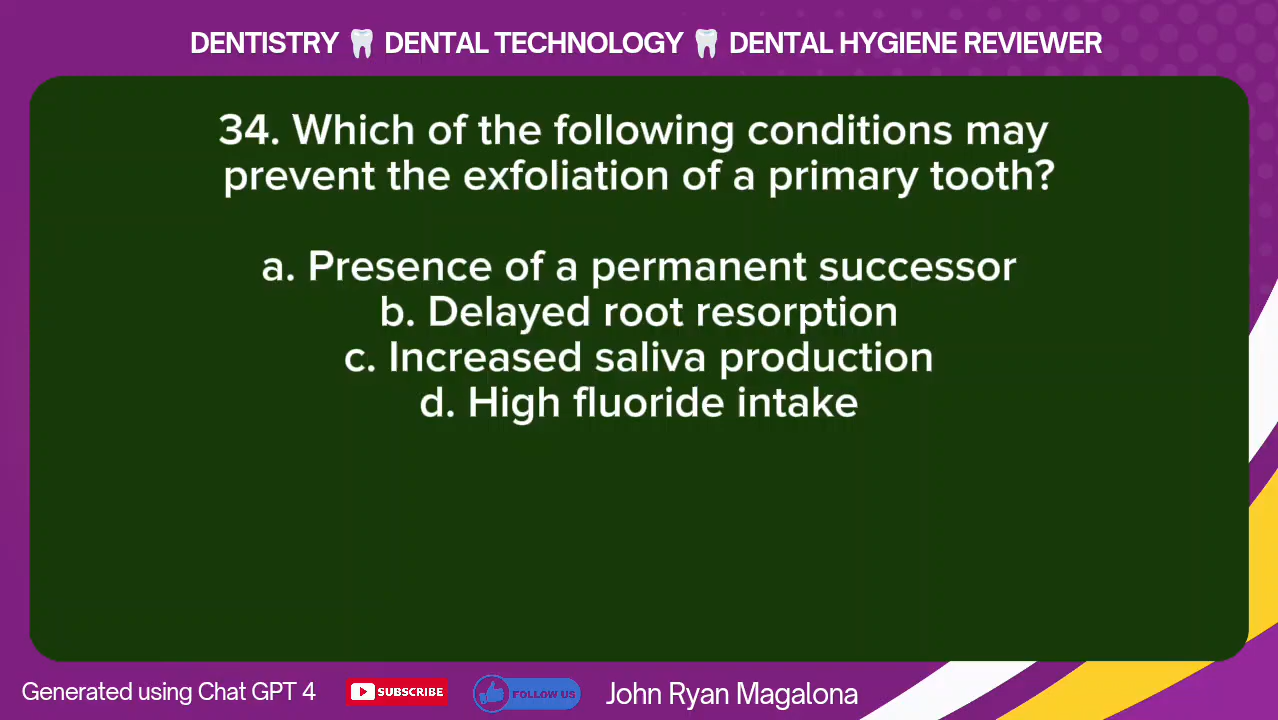 DENTISTRY 🦷 DENTAL TECHNOLOGY 🦷 DENTAL HYGIENE REVIEWER
34. Which of the following conditions may
prevent the exfoliation of a primary tooth?
a. Presence of a permanent successor
b. Delayed root resorption
c. Increased saliva production
d. High fluoride intake
Generated using Chat GPT 4 SUBSCRIBE FOLLOW US John Ryan Magalona